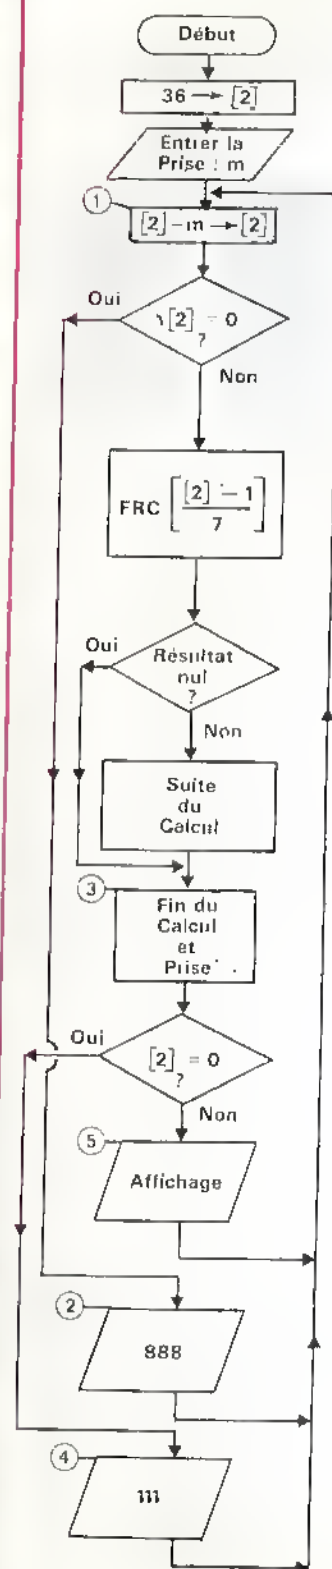 Début
36 → [2]
Entrer la
Prise : m
1
[2] – m → [2]
Oui
[2] = 0
?
Non
FRC [ [2] – 1
7 ]
Oui
Résultat
nul
?
Non
Suite
du
Calcul
3
Fin du
Calcul
et
Prise
Oui
[2] = 0
?
Non
5
Affichage
2
888
4
111